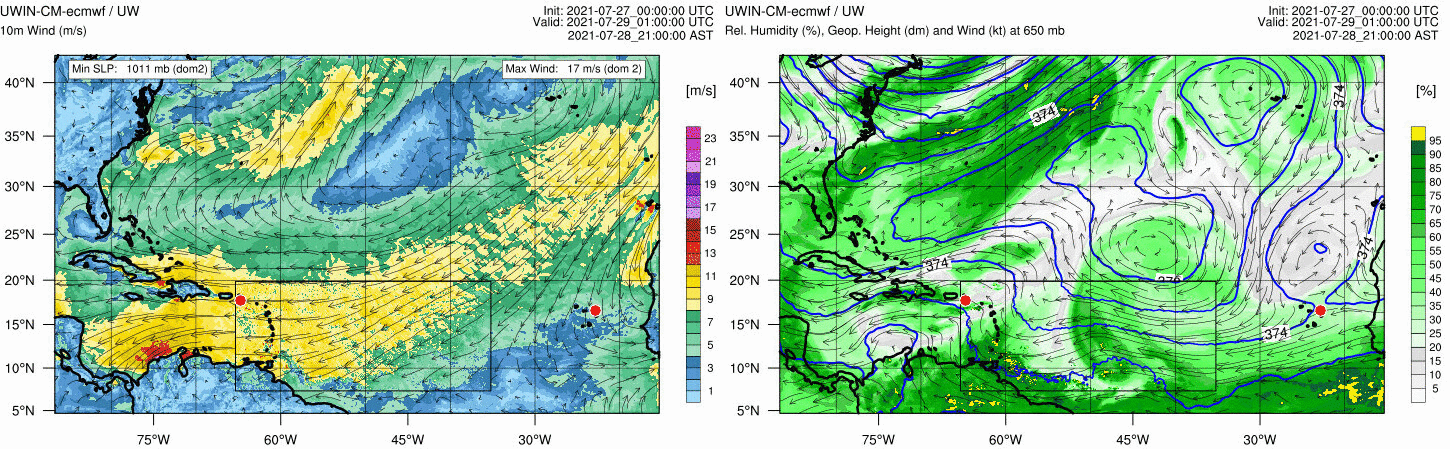 UWIN-CM-ecmwf / UW
Init: 2021-07-27_00:00:00 UTC
Valid: 2021-07-29_01:00:00 UTC
10m Wind (m/s)
2021-07-28_21:00:00 AST
Min SLP: 1011 mb (dom2)
Max Wind: 17 m/s (dom 2)
40°N
35°N
30°N
25°N
20°N
15°N
10°N
5°N
75°W
60°W
45°W
30°W
[m/s]
23
21
19
17
15
13
11
9
7
5
3
1
UWIN-CM-ecmwf / UW
Init: 2021-07-27_00:00:00 UTC
Valid: 2021-07-29_01:00:00 UTC
Rel. Humidity (%), Geop. Height (dm) and Wind (kt) at 650 mb
2021-07-28_21:00:00 AST
40°N
35°N
30°N
25°N
20°N
15°N
10°N
5°N
374
374
374
374
374
75°W
60°W
45°W
30°W
[%]
95
90
85
80
75
70
65
60
55
50
45
40
35
30
25
20
15
10
5